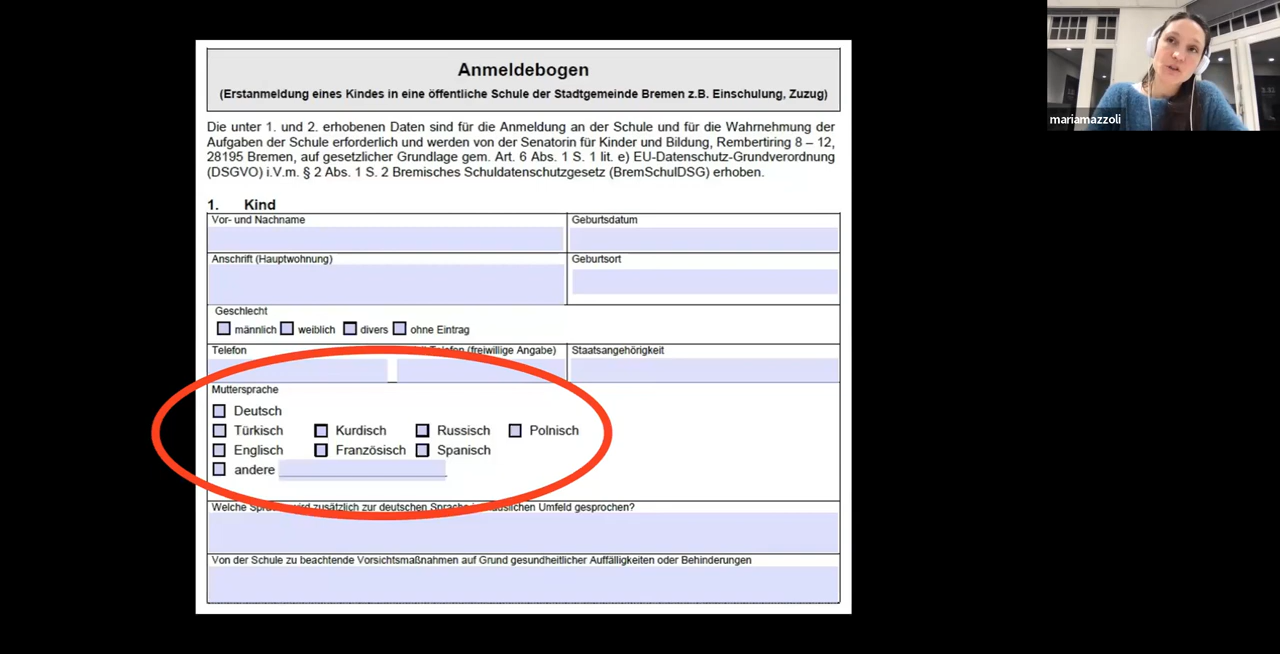 Anmeldebogen
(Erstanmeldung eines Kindes in eine öffentliche Schule der Stadtgemeinde Bremen z.B. Einschulung, Zuzug)
Die unter 1. und 2. erhobenen Daten sind für die Anmeldung an der Schule und für die Wahrnehmung der
Aufgaben der Schule erforderlich und werden von der Senatorin für Kinder und Bildung, Rembertiring 8 – 12,
28195 Bremen, auf gesetzlicher Grundlage gem. Art. 6 Abs. 1 S. 1 lit. e) EU-Datenschutz-Grundverordnung
(DSGVO) i.V.m. § 2 Abs. 1 S. 2 Bremisches Schuldatenschutzgesetz (BremSchulDSG) erhoben.
1. Kind
Vor- und Nachname Geburtsdatum
Anschrift (Hauptwohnung) Geburtsort
Geschlecht
männlich weiblich divers ohne Eintrag
Telefon Telefon (freiwillige Angabe) Staatsangehörigkeit
Muttersprache
Deutsch
Türkisch Kurdisch Russisch Polnisch
Englisch Französisch Spanisch
andere
Welche wird zusätzlich zur deutschen Sprache Umfeld gesprochen?
Von der Schule zu beachtende Vorsichtsmaßnahmen auf Grund gesundheitlicher Auffälligkeiten oder Behinderungen
mariamazzoli